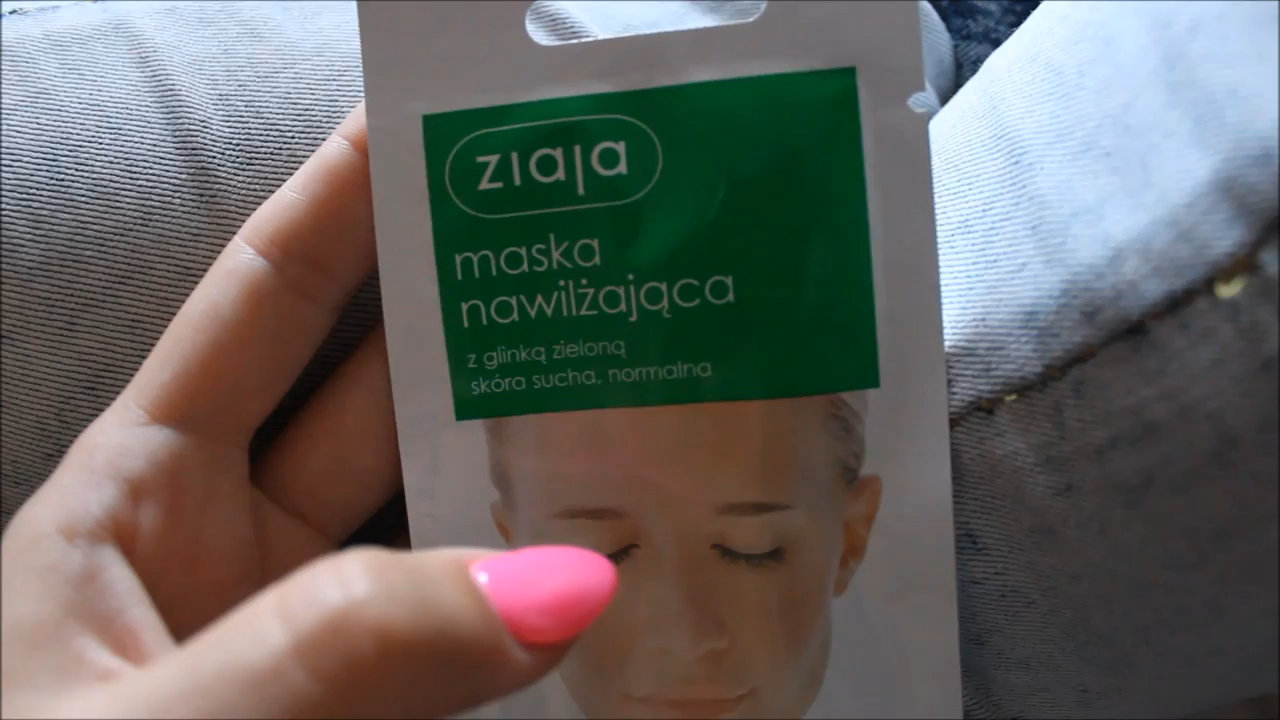 ziaja
maska
nawilżająca
z glinką zieloną
skóra sucha, normalna